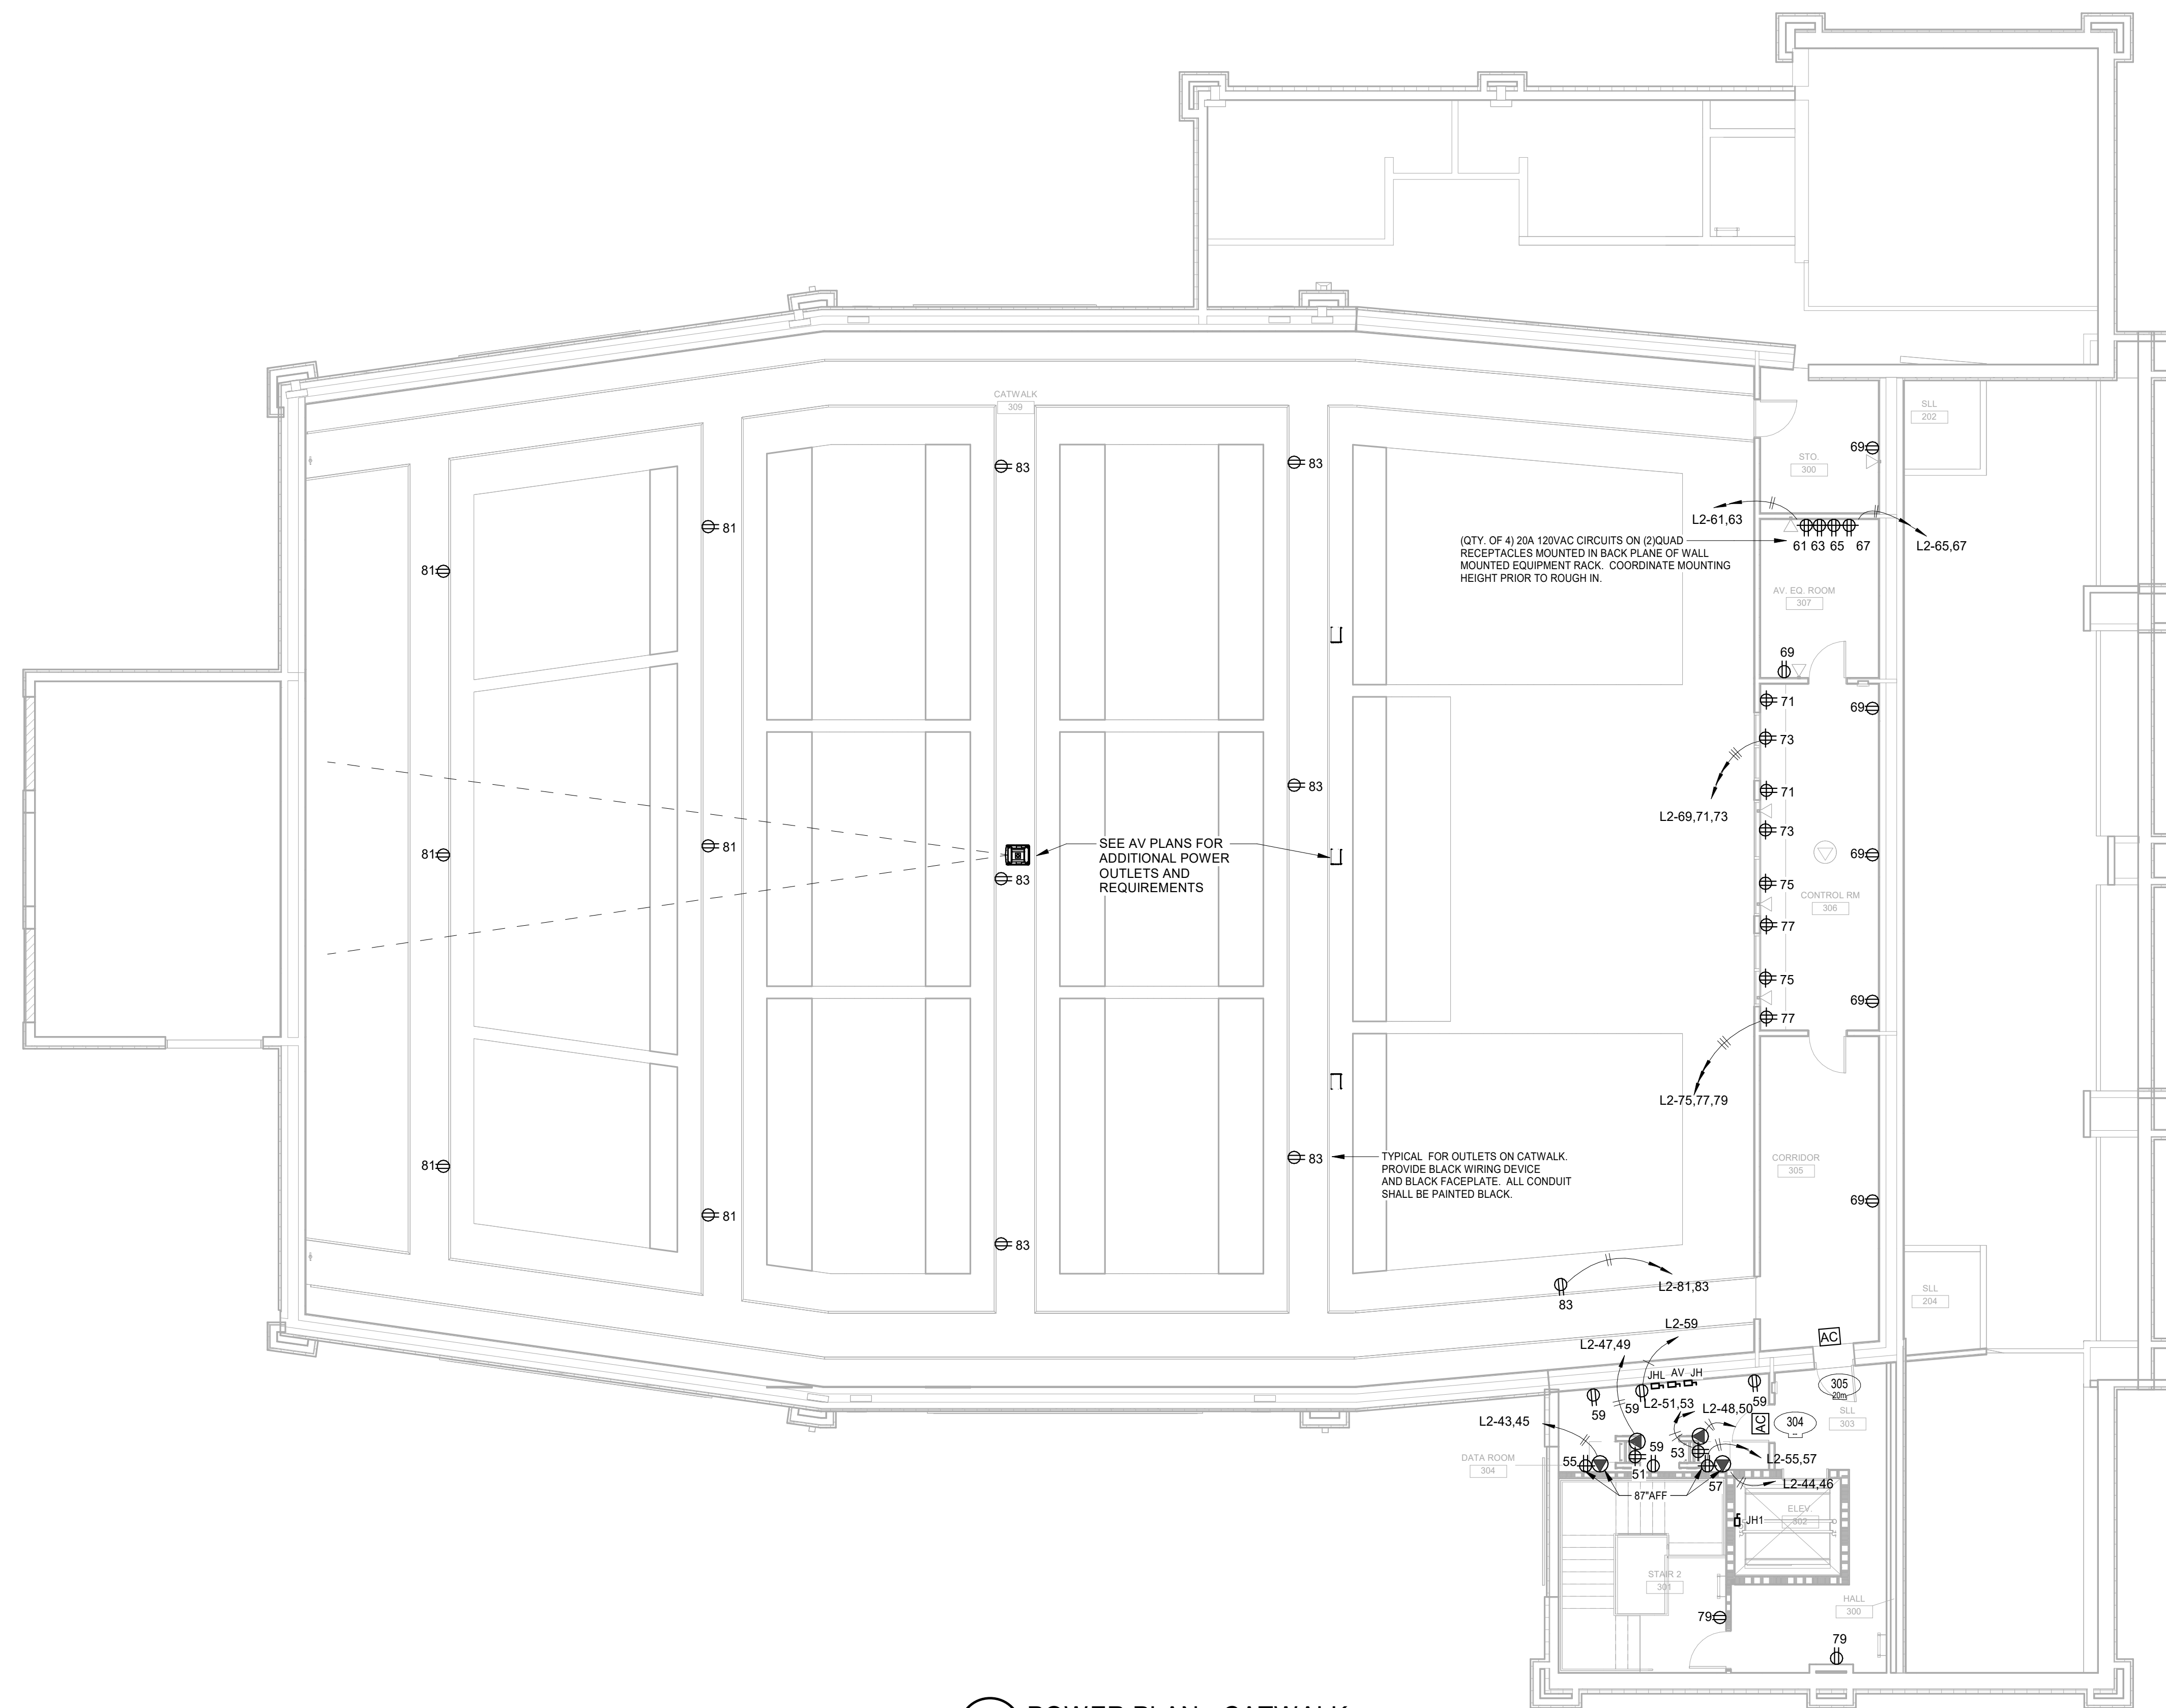 CATWALK
309
SLL
202
69
STO.
300
83
83
81
81
L2-61,63
61 63 65 67
L2-65,67
(QTY. OF 4) 20A 120VAC CIRCUITS ON (2)QUAD
RECEPTACLES MOUNTED IN BACK PLANE OF WALL
MOUNTED EQUIPMENT RACK. COORDINATE MOUNTING
HEIGHT PRIOR TO ROUGH IN.
AV. EQ. ROOM
307
69
71
69
73
83
71
L2-69,71,73
73
81
81
83
SEE AV PLANS FOR
ADDITIONAL POWER
OUTLETS AND
REQUIREMENTS
69
75
CONTROL RM
306
77
75
69
77
L2-75,77,79
81
83
TYPICAL FOR OUTLETS ON CATWALK.
PROVIDE BLACK WIRING DEVICE
AND BLACK FACEPLATE. ALL CONDUIT
SHALL BE PAINTED BLACK.
CORRIDOR
305
69
81
83
L2-81,83
83
SLL
204
L2-59
L2-47,49
AC
JHL AV JH
305
20m
59
59
L2-51,53
L2-48,50
59
SLL
303
AC
304
--
L2-43,45
DATA ROOM
304
55
59
53
L2-55,57
51
57
87"AFF
L2-44,46
ELEV.
302
JH1
STAIR 2
301
HALL
300
79
79
POWER PLAN - CATWALK